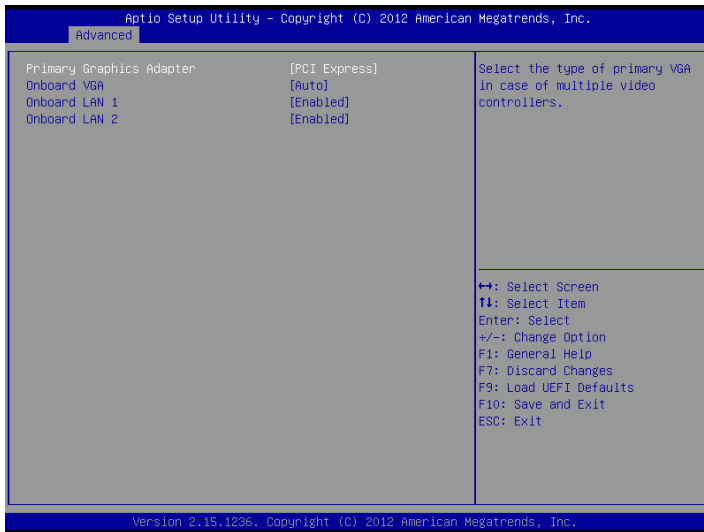 Aptio Setup Utility – Copyright (C) 2012 American Megatrends, Inc.
Advanced
Primary Graphics Adapter [PCI Express]
Onboard VGA [Auto]
Onboard LAN 1 [Enabled]
Onboard LAN 2 [Enabled]
Select the type of primary VGA
in case of multiple video
controllers.
↔: Select Screen
↑↓: Select Item
Enter: Select
+/-: Change Option
F1: General Help
F7: Discard Changes
F9: Load UEFI Defaults
F10: Save and Exit
ESC: Exit
Version 2.15.1236. Copyright (C) 2012 American Megatrends, Inc.